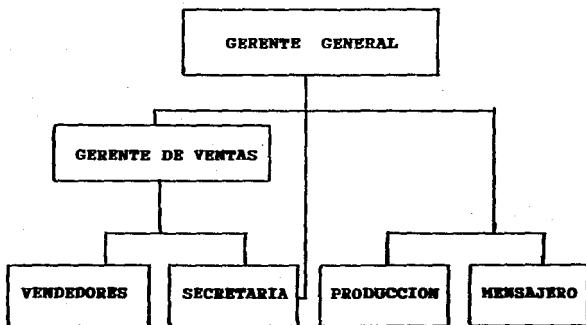 GERENTE GENERAL
GERENTE DE VENTAS
VENDEDORES
SECRETARIA
PRODUCCION
MENSAJERO